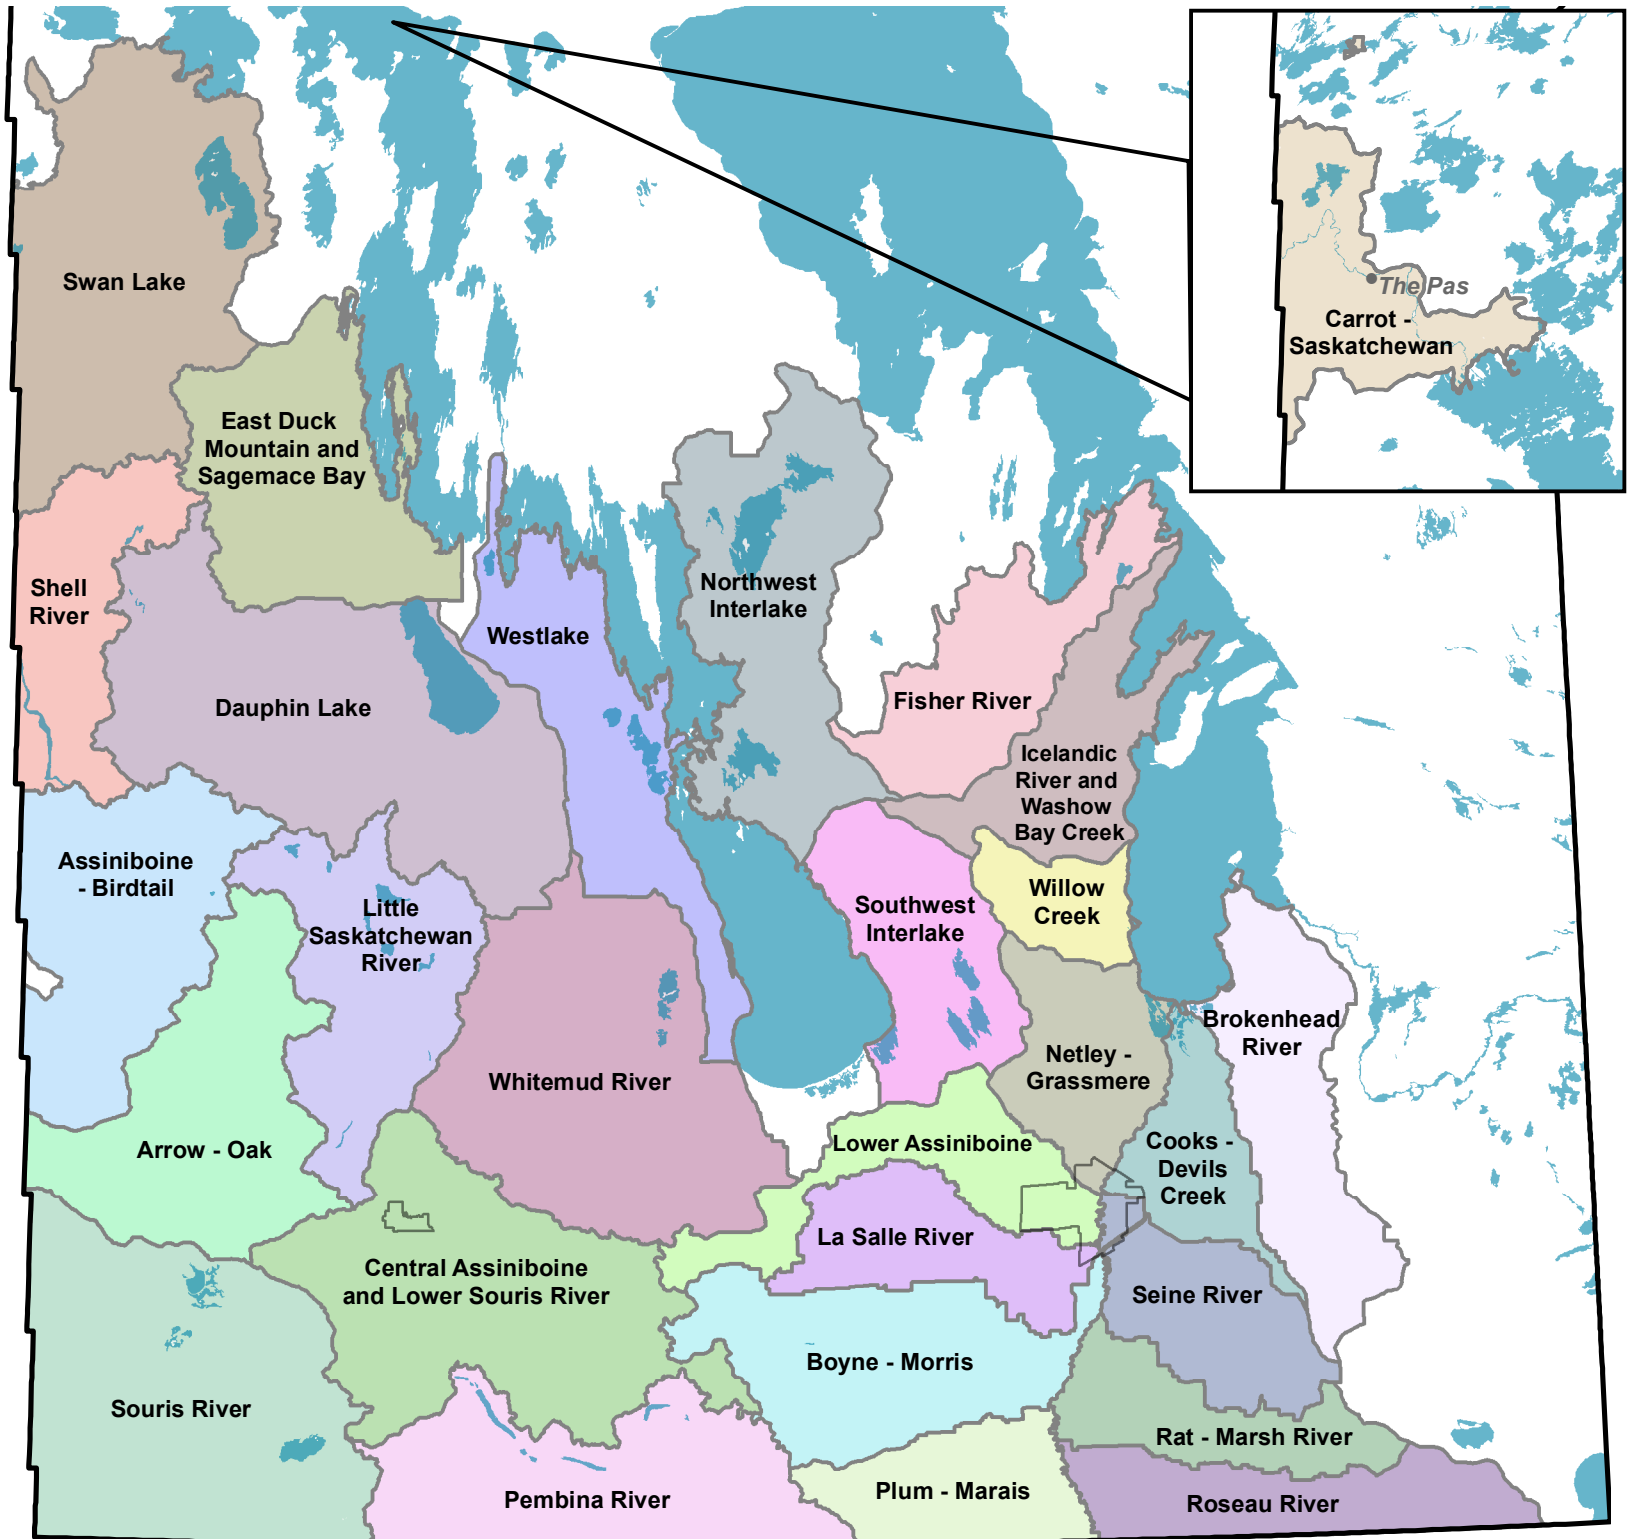 The Pas
Carrot -
Saskatchewan
Swan Lake
East Duck
Mountain and
Sagemace Bay
Shell
River
Northwest
Interlake
Westlake
Dauphin Lake
Fisher River
Icelandic
River and
Washow
Bay Creek
Assiniboine
- Birdtail
Willow
Creek
Little
Saskatchewan
River
Southwest
Interlake
Brokenhead
River
Netley -
Grassmere
Whitemud River
Arrow - Oak
Lower Assiniboine
Cooks -
Devils
Creek
La Salle River
Central Assiniboine
and Lower Souris River
Seine River
Boyne - Morris
Souris River
Rat - Marsh River
Plum - Marais
Pembina River
Roseau River